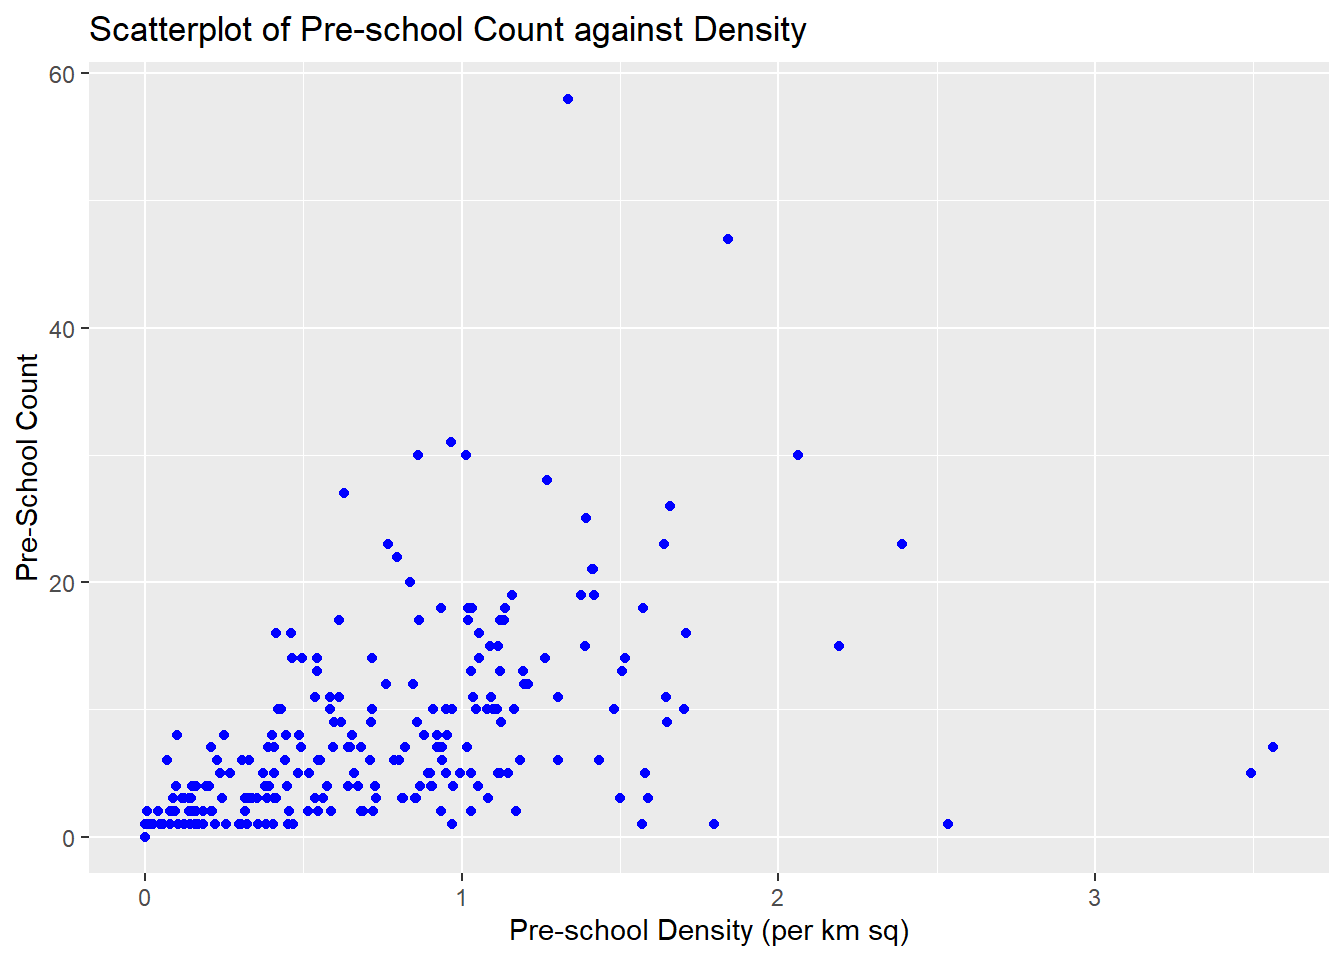 Scatterplot of Pre-school Count against Density
60
40
20
0
Pre-School Count
0 1 2 3
Pre-school Density (per km sq)